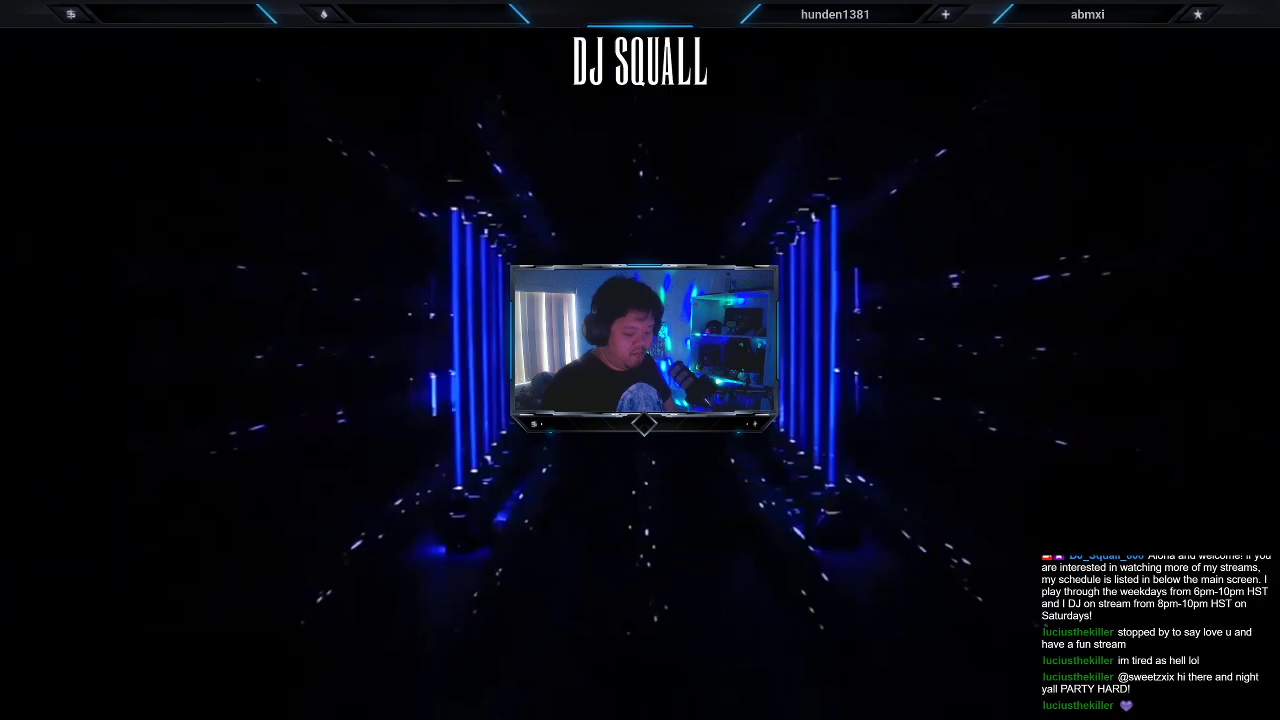 hunden1381
abmxi
DJ SQUALL
DJ_Squall_808 Aloha and welcome! If you
are interested in watching more of my streams,
my schedule is listed in below the main screen. I
play through the weekdays from 6pm-10pm HST
and I DJ on stream from 8pm-10pm HST on
Saturdays!
luciusthekiller stopped by to say love u and
have a fun stream
luciusthekiller im tired as hell lol
luciusthekiller @sweetzxix hi there and night
yall PARTY HARD!
luciusthekiller 💜